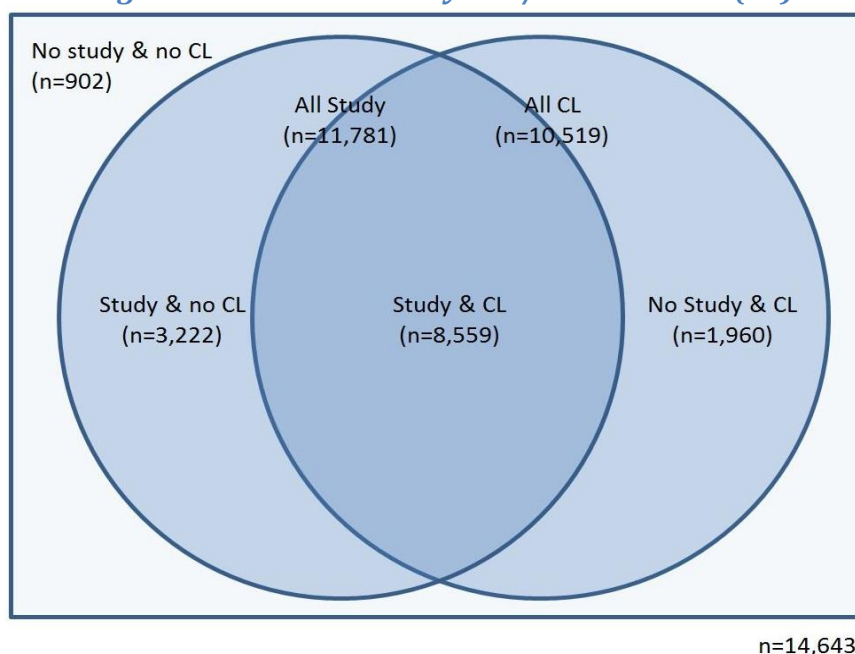 No study & no CL
(n=902)
All Study
(n=11,781)
All CL
(n=10,519)
Study & no CL
(n=3,222)
Study & CL
(n=8,559)
No Study & CL
(n=1,960)
n=14,643